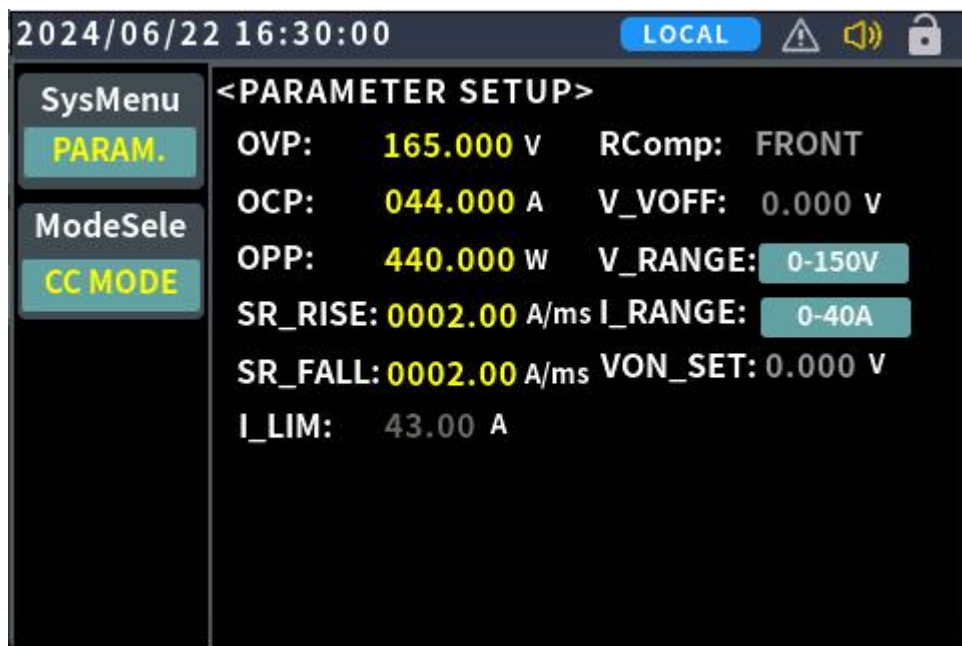 2024/06/22 16:30:00 LOCAL
SysMenu
PARAM.
ModeSele
CC MODE
<PARAMETER SETUP>
OVP: 165.000 V RComp: FRONT
OCP: 044.000 A V_VOFF: 0.000 V
OPP: 440.000 W V_RANGE: 0-150V
SR_RISE: 0002.00 A/ms I_RANGE: 0-40A
SR_FALL: 0002.00 A/ms VON_SET: 0.000 V
I_LIM: 43.00 A